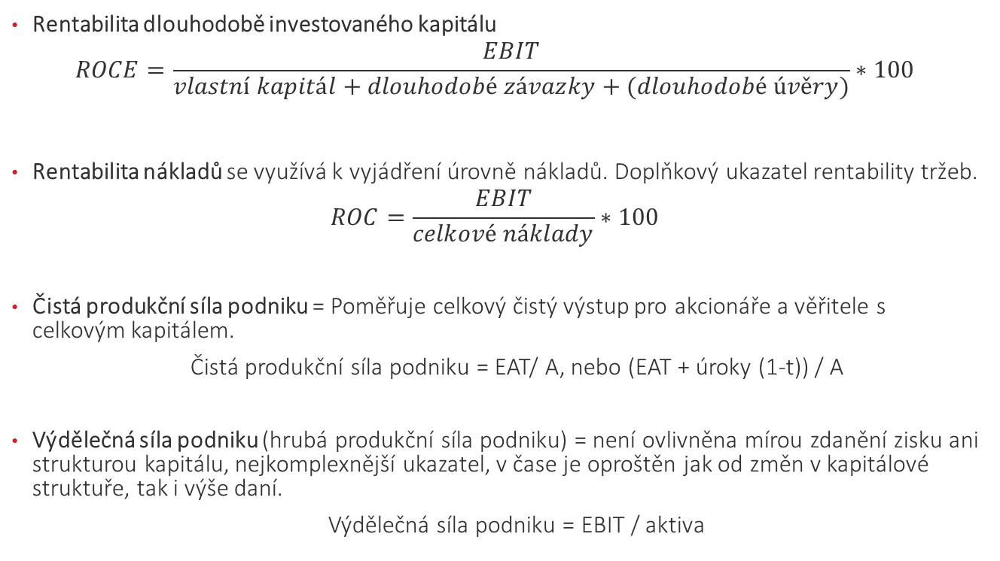 • Rentabilita dlouhodobě investovaného kapitálu
ROCE = EBIT / vlastní kapitál + dlouhodobé závazky + (dlouhodobé úvěry) * 100
• Rentabilita nákladů se využívá k vyjádření úrovně nákladů. Doplňkový ukazatel rentability tržeb.
ROC = EBIT / celkové náklady * 100
• Čistá produkční síla podniku = Poměřuje celkový čistý výstup pro akcionáře a věřitele s
celkovým kapitálem.
Čistá produkční síla podniku = EAT/ A, nebo (EAT + úroky (1-t)) / A
• Výdělečná síla podniku (hrubá produkční síla podniku) = není ovlivněna mírou zdanění zisku ani
strukturou kapitálu, nejkomplexnější ukazatel, v čase je oproštěn jak od změn v kapitálové
struktuře, tak i výše daní.
Výdělečná síla podniku = EBIT / aktiva